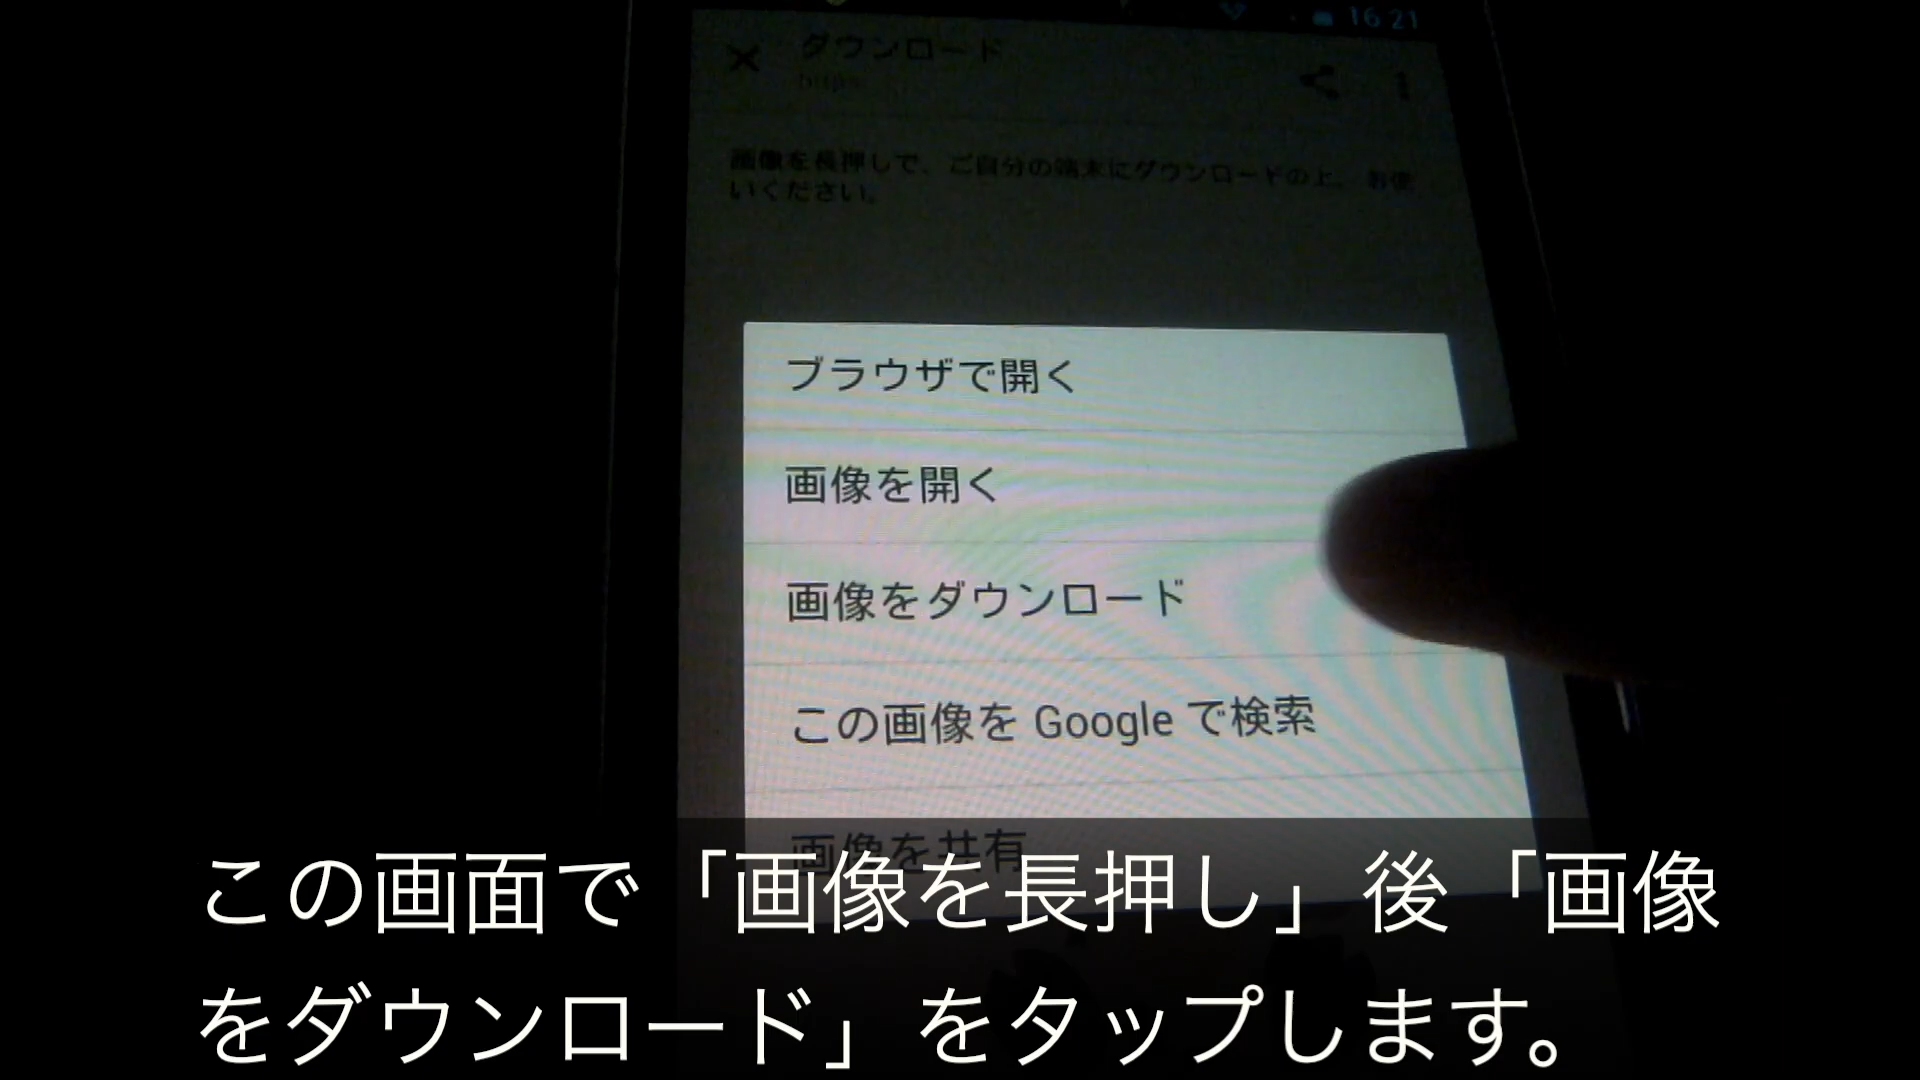 16:21
ダウンロード
https
画像を長押しで、ご自分の端末にダウンロードの上、お使
いください。
ブラウザで開く
画像を開く
画像をダウンロード
この画像を Google で検索
画像を共有
この画面で「画像を長押し」後「画像
をダウンロード」をタップします。